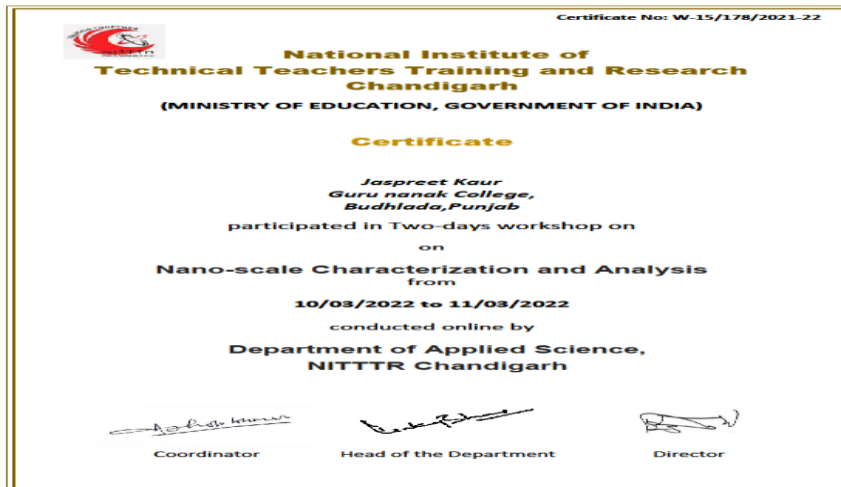 Certificate No: W-15/178/2021-22
National Institute of
Technical Teachers Training and Research
Chandigarh
(MINISTRY OF EDUCATION, GOVERNMENT OF INDIA)
Certificate
Jaspreet Kaur
Guru nanak College,
Budhlada,Punjab
participated in Two-days workshop on
on
Nano-scale Characterization and Analysis
from
10/03/2022 to 11/03/2022
conducted online by
Department of Applied Science,
NITTTR Chandigarh
Coordinator Head of the Department Director